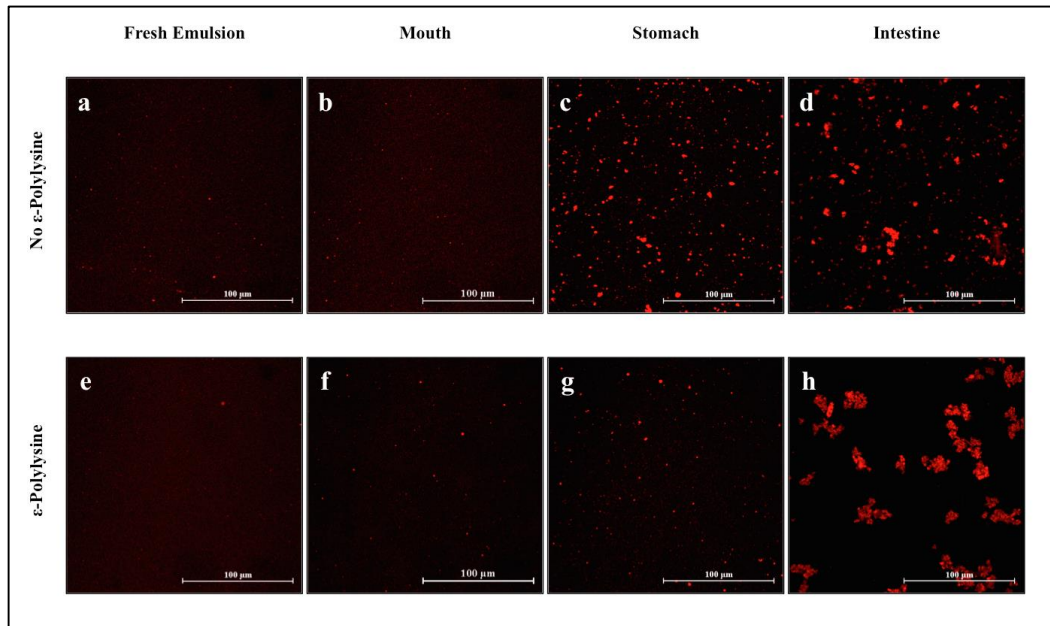 Fresh Emulsion Mouth Stomach Intestine
No ε-Polylysine
a b c d
100 μm 100 μm 100 μm 100 μm
ε-Polylysine
e f g h
100 μm 100 μm 100 μm 100 μm